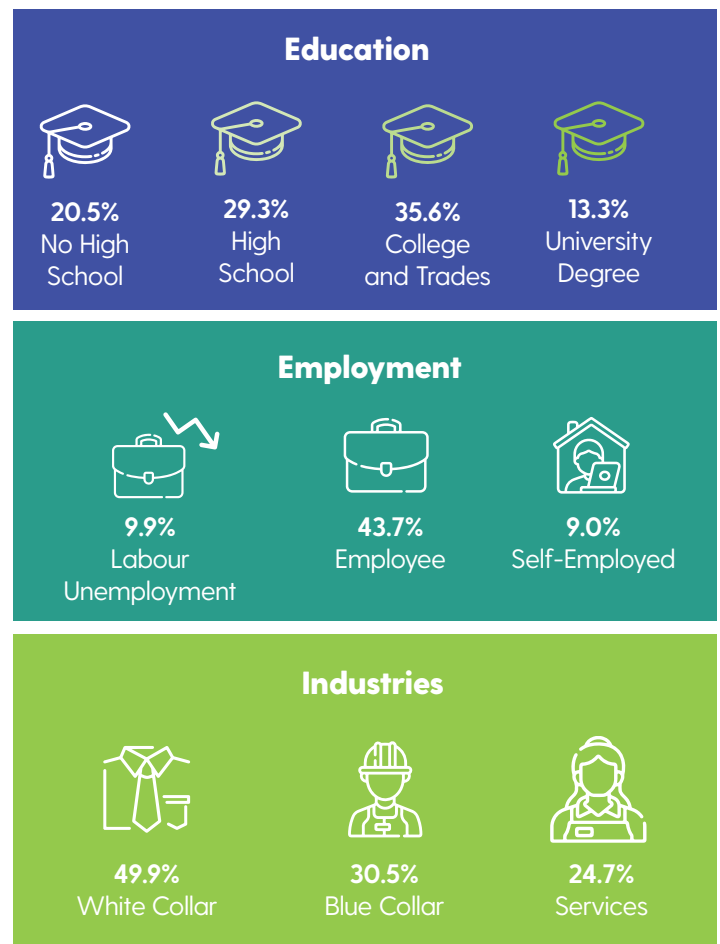 Education
20.5%
No High
School
29.3%
High
School
35.6%
College
and Trades
13.3%
University
Degree
Employment
9.9%
Labour
Unemployment
43.7%
Employee
9.0%
Self-Employed
Industries
49.9%
White Collar
30.5%
Blue Collar
24.7%
Services